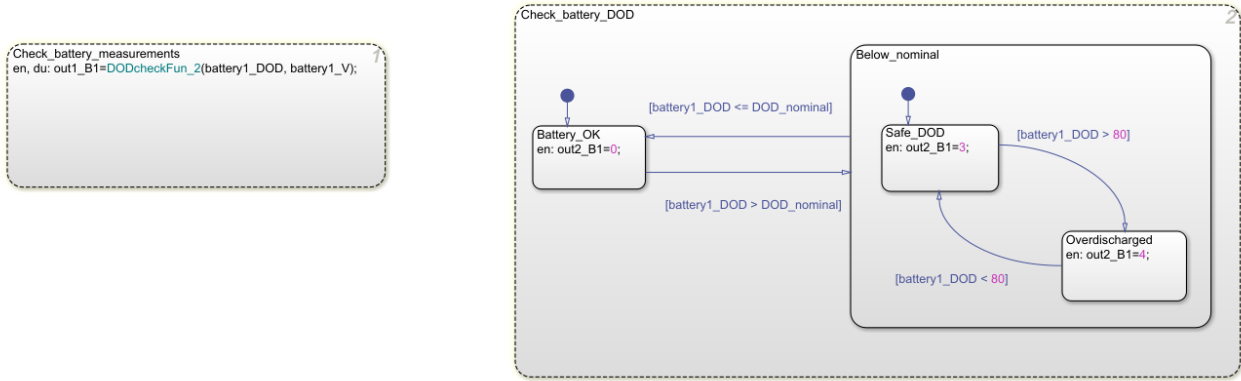 Check_battery_measurements
1
en, du: out1_B1=DODcheckFun_2(battery1_DOD, battery1_V);
Check_battery_DOD
2
Battery_OK
en: out2_B1=0;
[battery1_DOD <= DOD_nominal]
[battery1_DOD > DOD_nominal]
Below_nominal
Safe_DOD
en: out2_B1=3;
[battery1_DOD > 80]
Overdischarged
en: out2_B1=4;
[battery1_DOD < 80]